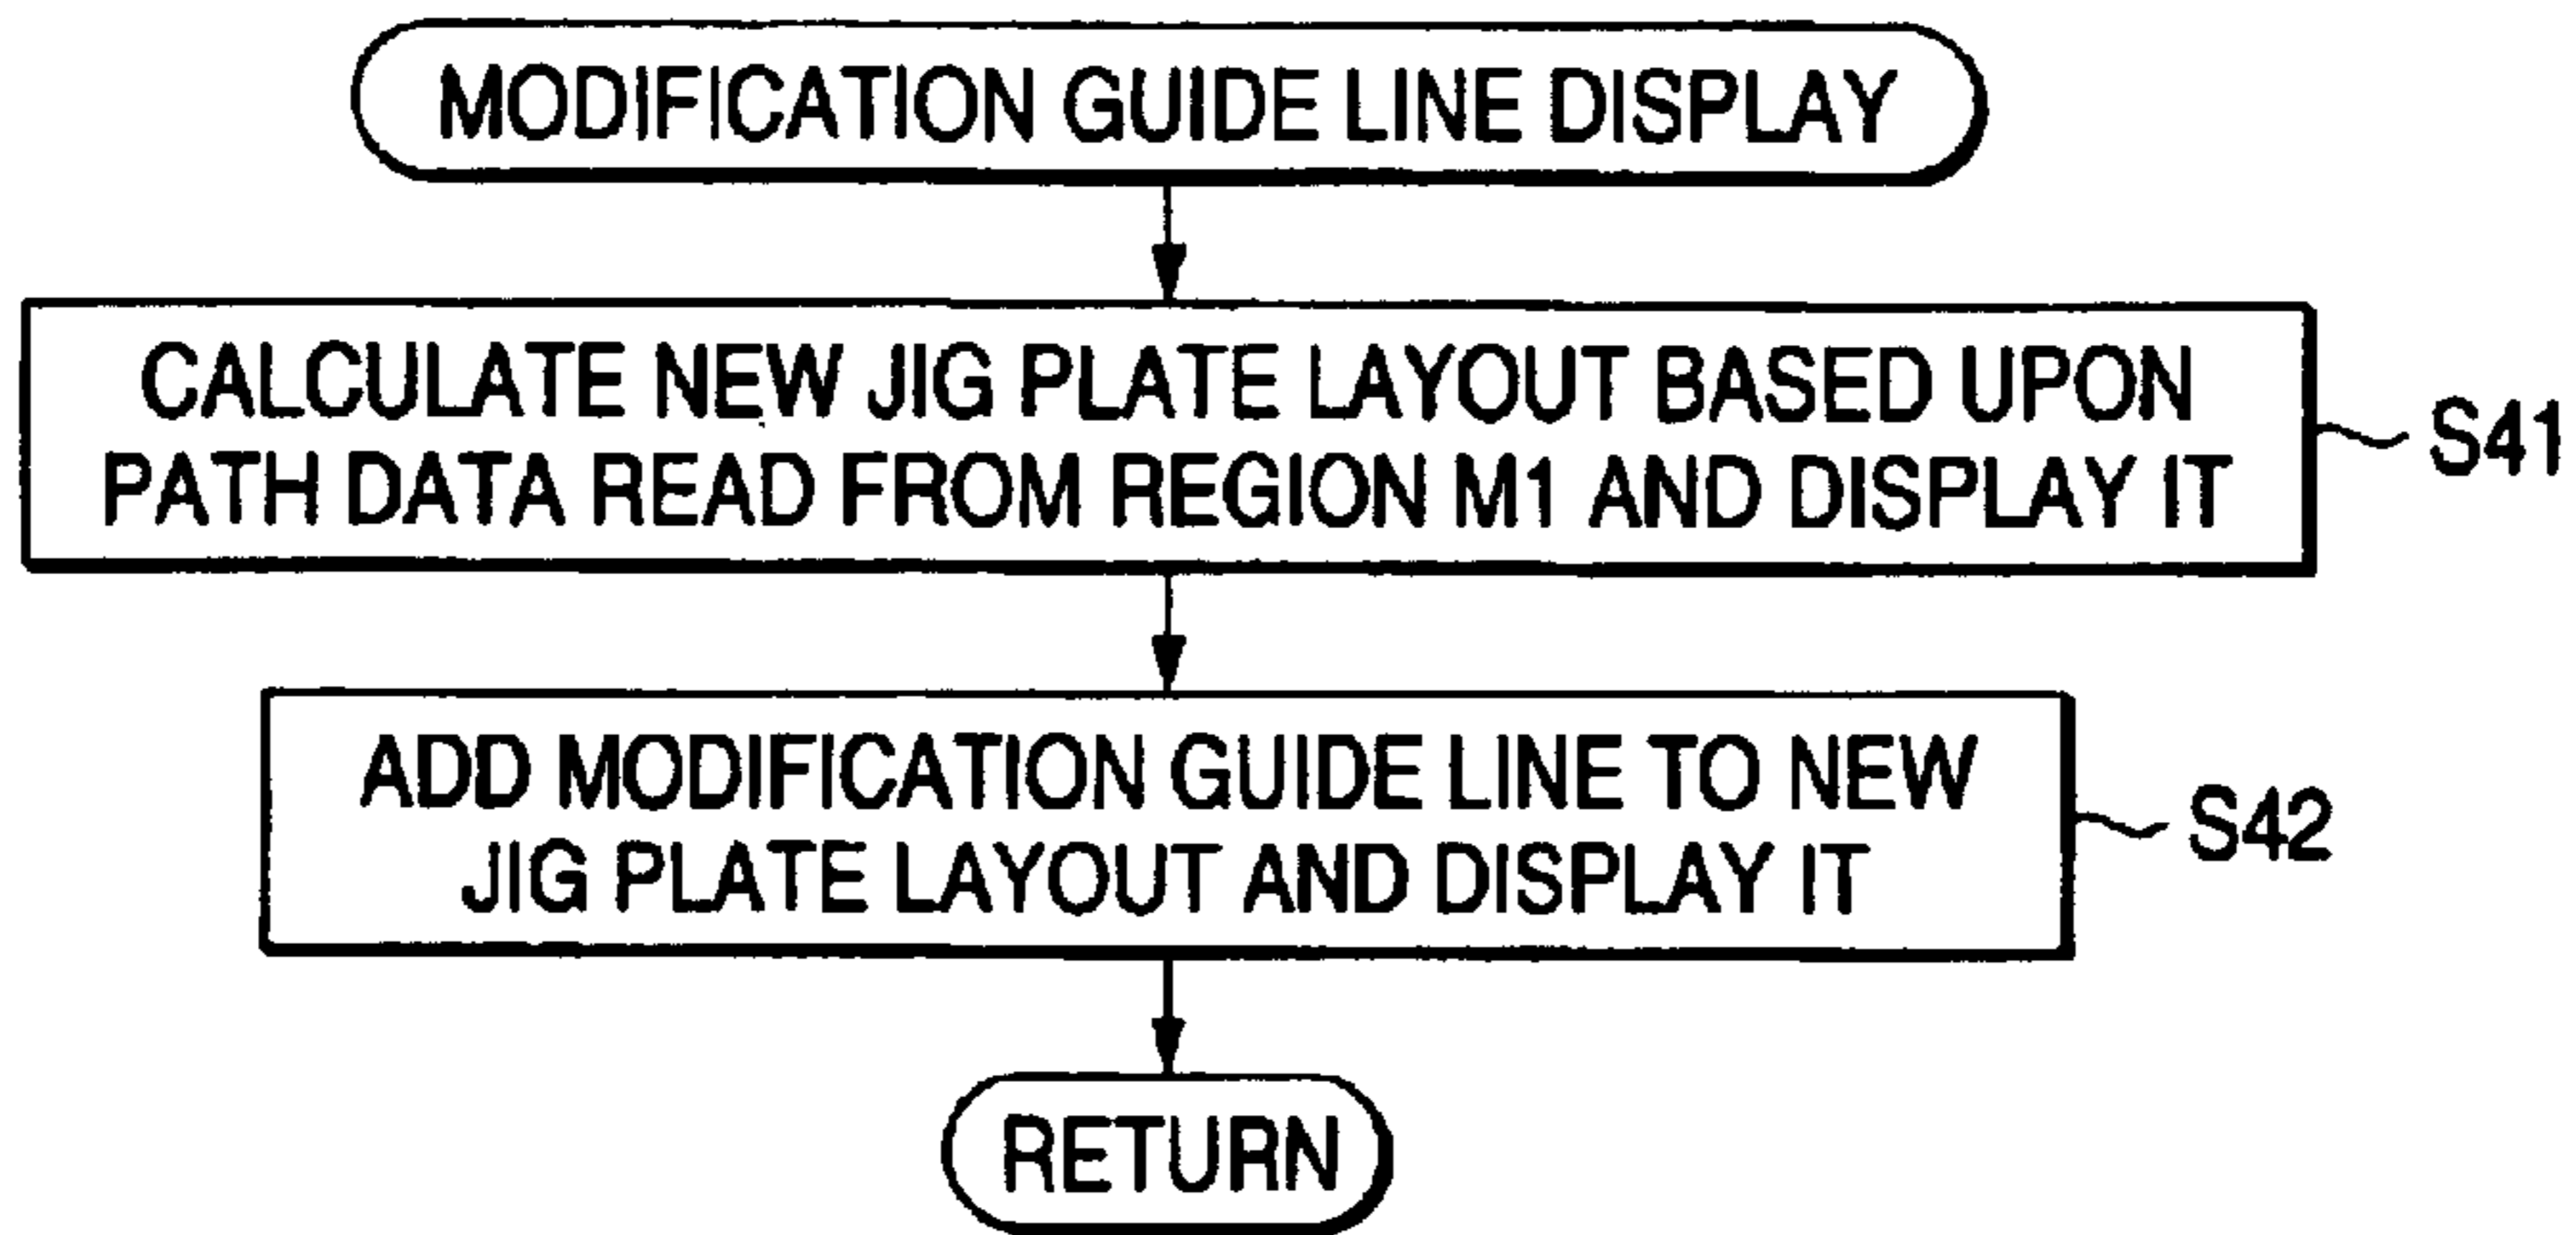 MODIFICATION GUIDE LINE DISPLAY
CALCULATE NEW JIG PLATE LAYOUT BASED UPON
PATH DATA READ FROM REGION M1 AND DISPLAY IT
S41
ADD MODIFICATION GUIDE LINE TO NEW
JIG PLATE LAYOUT AND DISPLAY IT
S42
RETURN